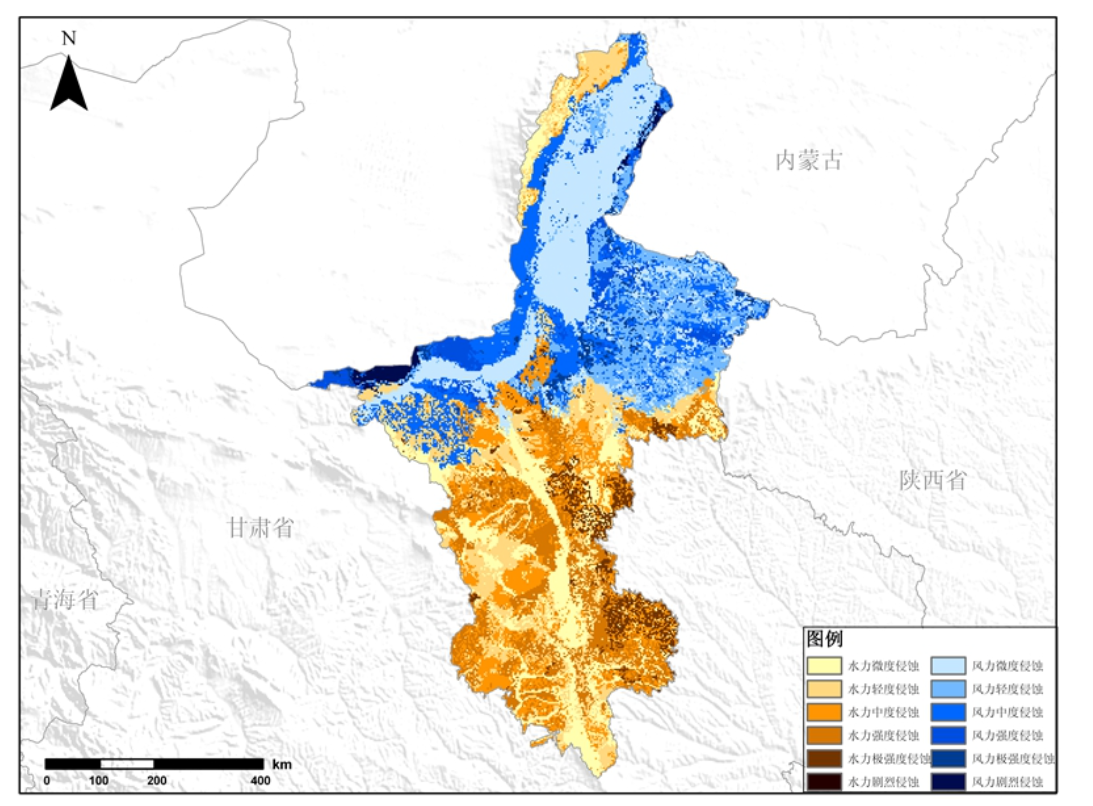 N
内蒙古
陕西省
甘肃省
青海省
图例
水力微度侵蚀 风力微度侵蚀
水力轻度侵蚀 风力轻度侵蚀
水力中度侵蚀 风力中度侵蚀
水力强度侵蚀 风力强度侵蚀
水力极强度侵蚀 风力极强度侵蚀
水力剧烈侵蚀 风力剧烈侵蚀
km
0 100 200 400